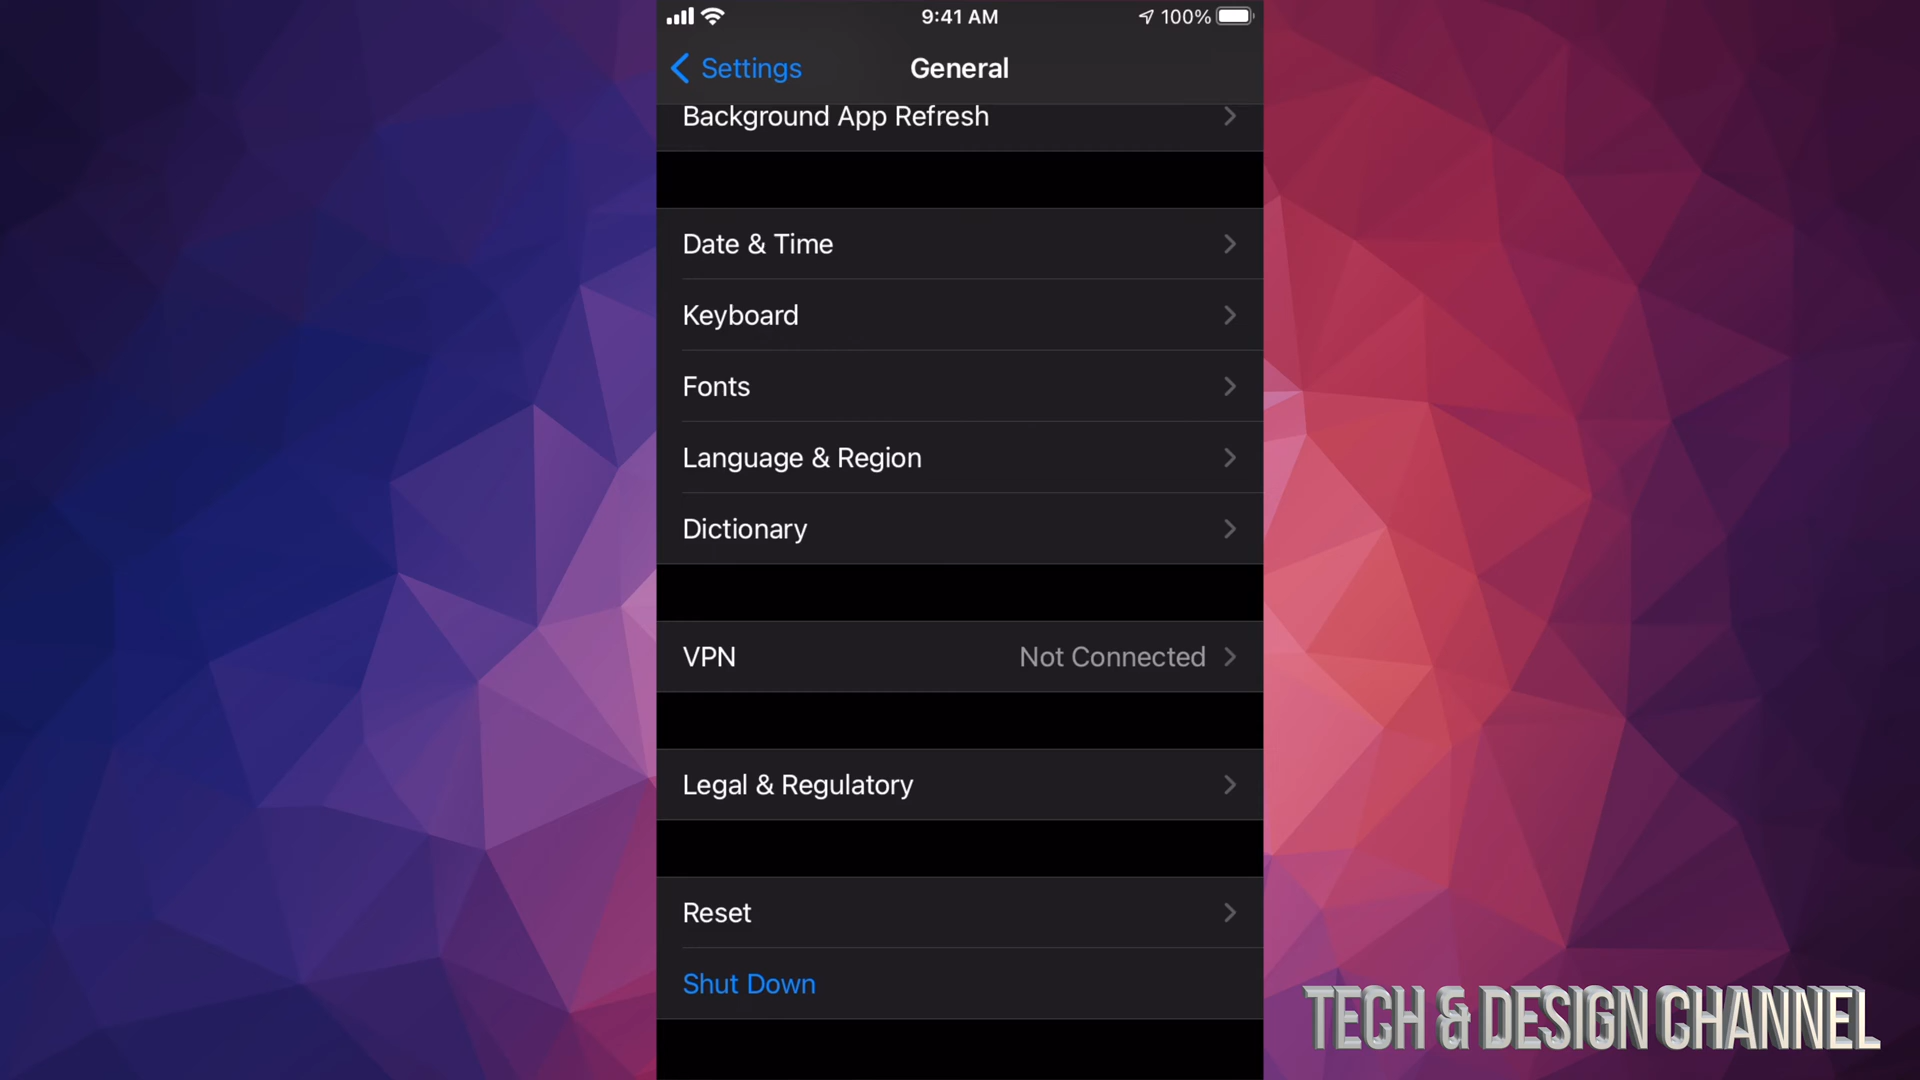 9:41 AM
100%
Settings
General
Background App Refresh
Date & Time
Keyboard
Fonts
Language & Region
Dictionary
VPN
Not Connected
Legal & Regulatory
Reset
Shut Down
TECH & DESIGN CHANNEL